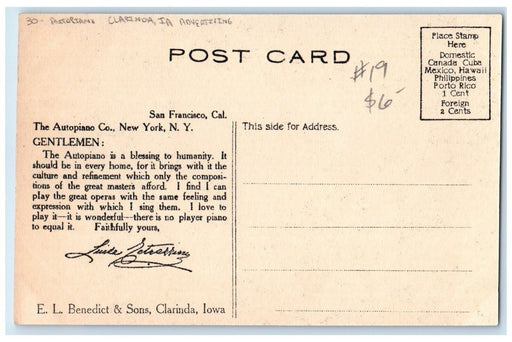 30- CLARINDA, IA ADVERTIZING
POST CARD
#19
$6-
Place Stamp
Here
Domestic
Canada Cuba
Mexico, Hawaii
Philippines
Porto Rico
1 Cent
Foreign
2 Cents
San Francisco, Cal.
The Autopiano Co., New York, N. Y.
GENTLEMEN:
The Autopiano is a blessing to humanity. It
should be in every home, for it brings with it the
culture and refinement which only the composi-
tions of the great masters afford. I find I can
play the great operas with the same feeling and
expression with which I sing them. I love to
play it—it is wonderful—there is no player piano
to equal it. Faithfully yours,
Luisa Tetrazzini
E. L. Benedict & Sons, Clarinda, Iowa
This side for Address.